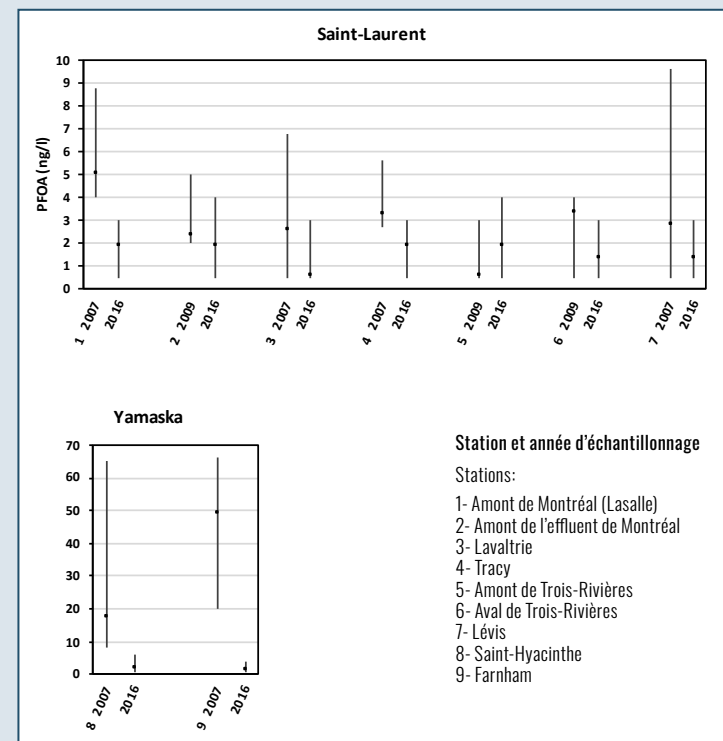 Saint-Laurent
PFOA (ng/l)
10
9
8
7
6
5
4
3
2
1
0
1 2007
2016
2 2009
2016
3 2007
2016
4 2007
2016
5 2009
2016
6 2009
2016
7 2007
2016
Yamaska
70
60
50
40
30
20
10
0
8 2007
2016
9 2007
2016
Station et année d’échantillonnage
Stations:
1- Amont de Montréal (Lasalle)
2- Amont de l’effluent de Montréal
3- Lavaltrie
4- Tracy
5- Amont de Trois-Rivières
6- Aval de Trois-Rivières
7- Lévis
8- Saint-Hyacinthe
9- Farnham